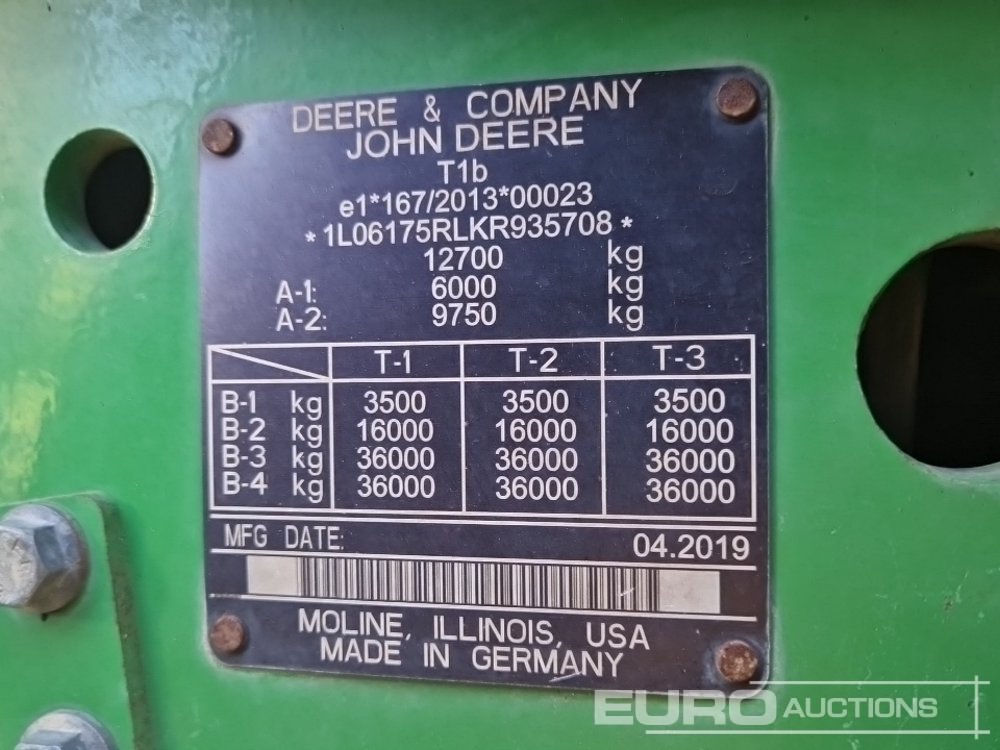 DEERE & COMPANY
JOHN DEERE
T1b
e1*167/2013*00023
*1L06175RLKR935708*
12700 kg
A-1: 6000 kg
A-2: 9750 kg
T-1 T-2 T-3
B-1 kg 3500 3500 3500
B-2 kg 16000 16000 16000
B-3 kg 36000 36000 36000
B-4 kg 36000 36000 36000
MFG DATE: 04.2019
MOLINE, ILLINOIS, USA
MADE IN GERMANY
EURO AUCTIONS